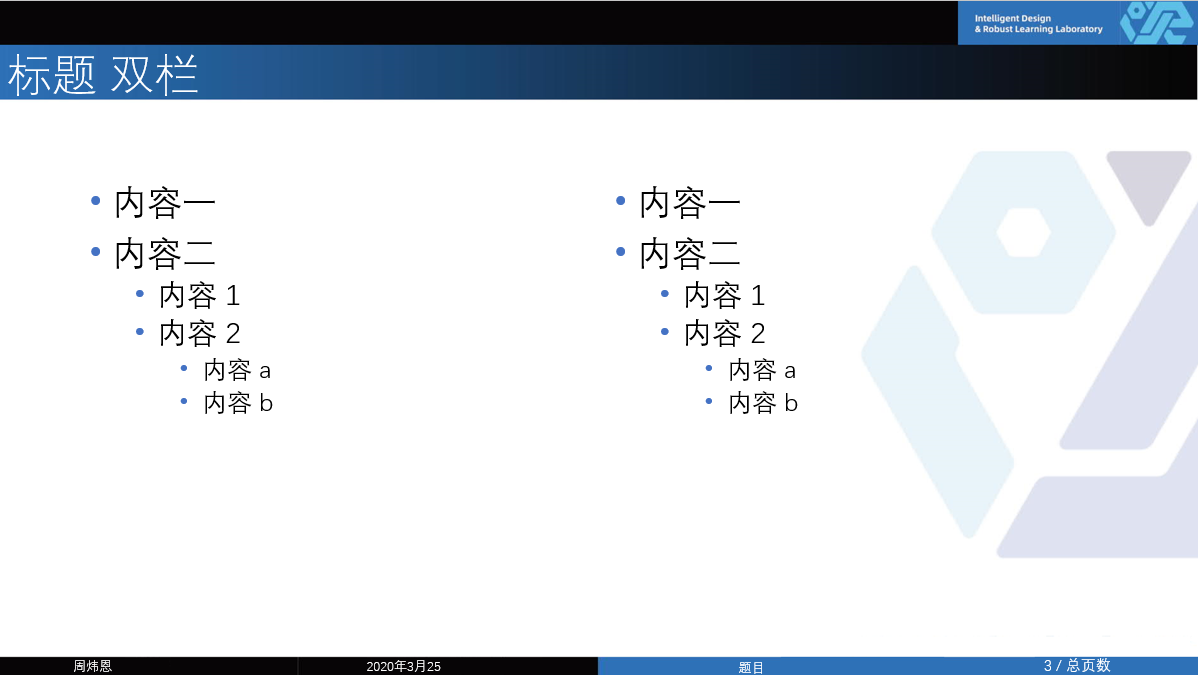 Intelligent Design
& Robust Learning Laboratory
标题 双栏
• 内容一
• 内容二
• 内容 1
• 内容 2
• 内容 a
• 内容 b
• 内容一
• 内容二
• 内容 1
• 内容 2
• 内容 a
• 内容 b
周炜恩
2020年3月25
题目
3 / 总页数